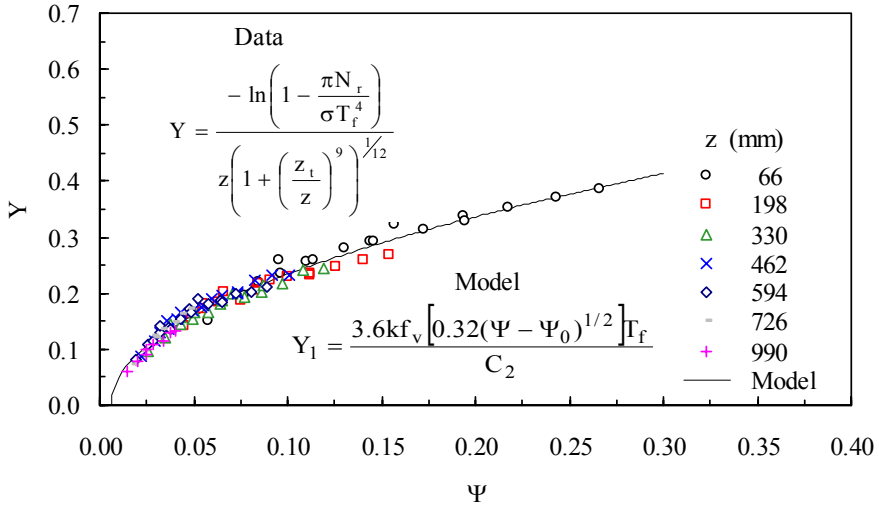 0.7
0.6
0.5
0.4
0.3
0.2
0.1
0.0
Y
Data
Y = -ln(1 - πN_r / σT_f^4) / z(1 + (z_t / z)^9)^(1/12)
z (mm)
66
198
330
462
594
726
990
Model
Model
Y_1 = 3.6kf_v[0.32(Ψ - Ψ_0)^(1/2)]T_f / C_2
0.00 0.05 0.10 0.15 0.20 0.25 0.30 0.35 0.40
Ψ